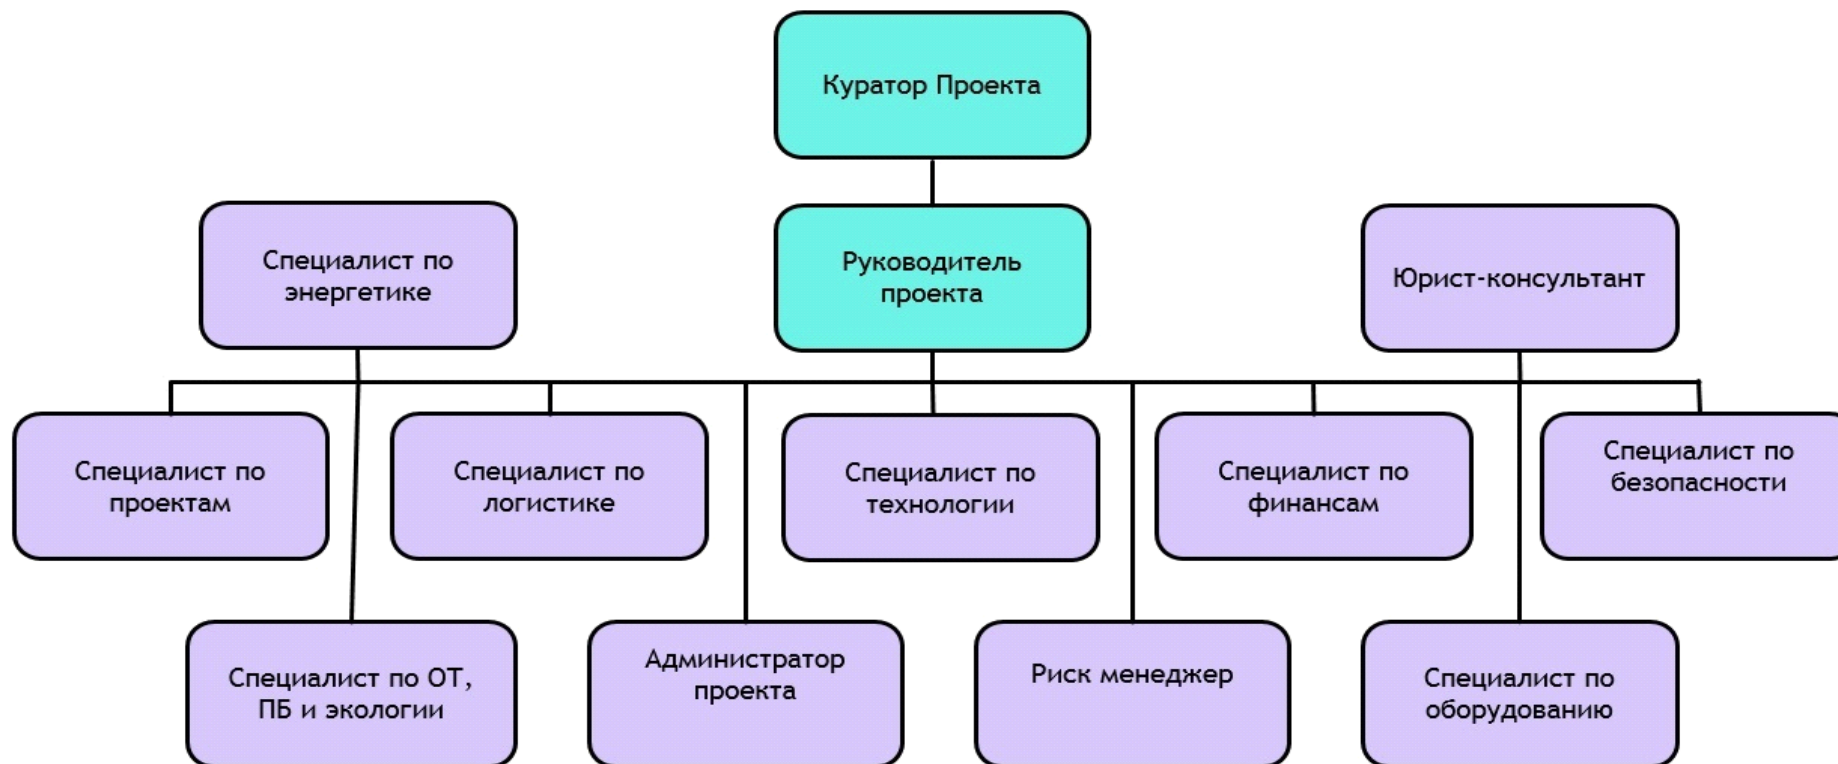 Куратор Проекта
Специалист по
энергетике
Руководитель
проекта
Юрист-консультант
Специалист по
проектам
Специалист по
логистике
Специалист по
технологии
Специалист по
финансам
Специалист по
безопасности
Специалист по ОТ,
ПБ и экологии
Администратор
проекта
Риск менеджер
Специалист по
оборудованию